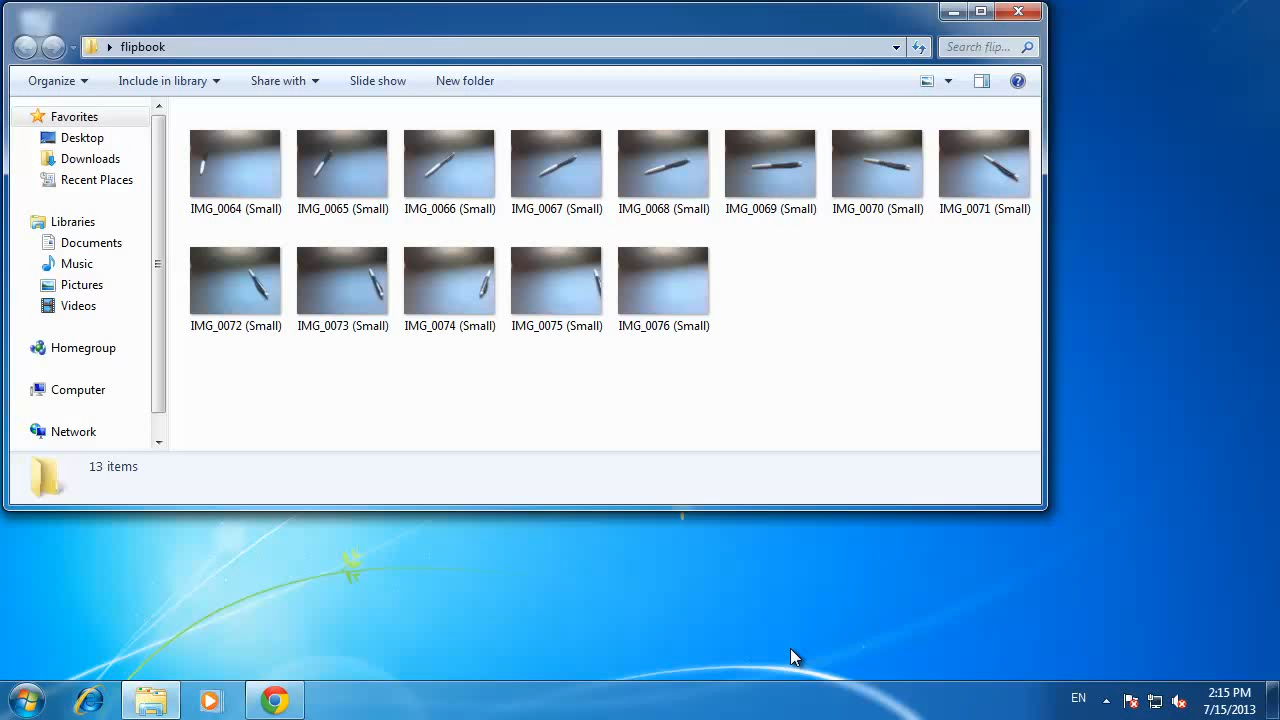 flipbook
Search flip...
Organize Include in library Share with Slide show New folder
Favorites
Desktop
Downloads
Recent Places
Libraries
Documents
Music
Pictures
Videos
Homegroup
Computer
Network
IMG_0064 (Small) IMG_0065 (Small) IMG_0066 (Small) IMG_0067 (Small) IMG_0068 (Small) IMG_0069 (Small) IMG_0070 (Small) IMG_0071 (Small)
IMG_0072 (Small) IMG_0073 (Small) IMG_0074 (Small) IMG_0075 (Small) IMG_0076 (Small)
13 items
EN
2:15 PM
7/15/2013